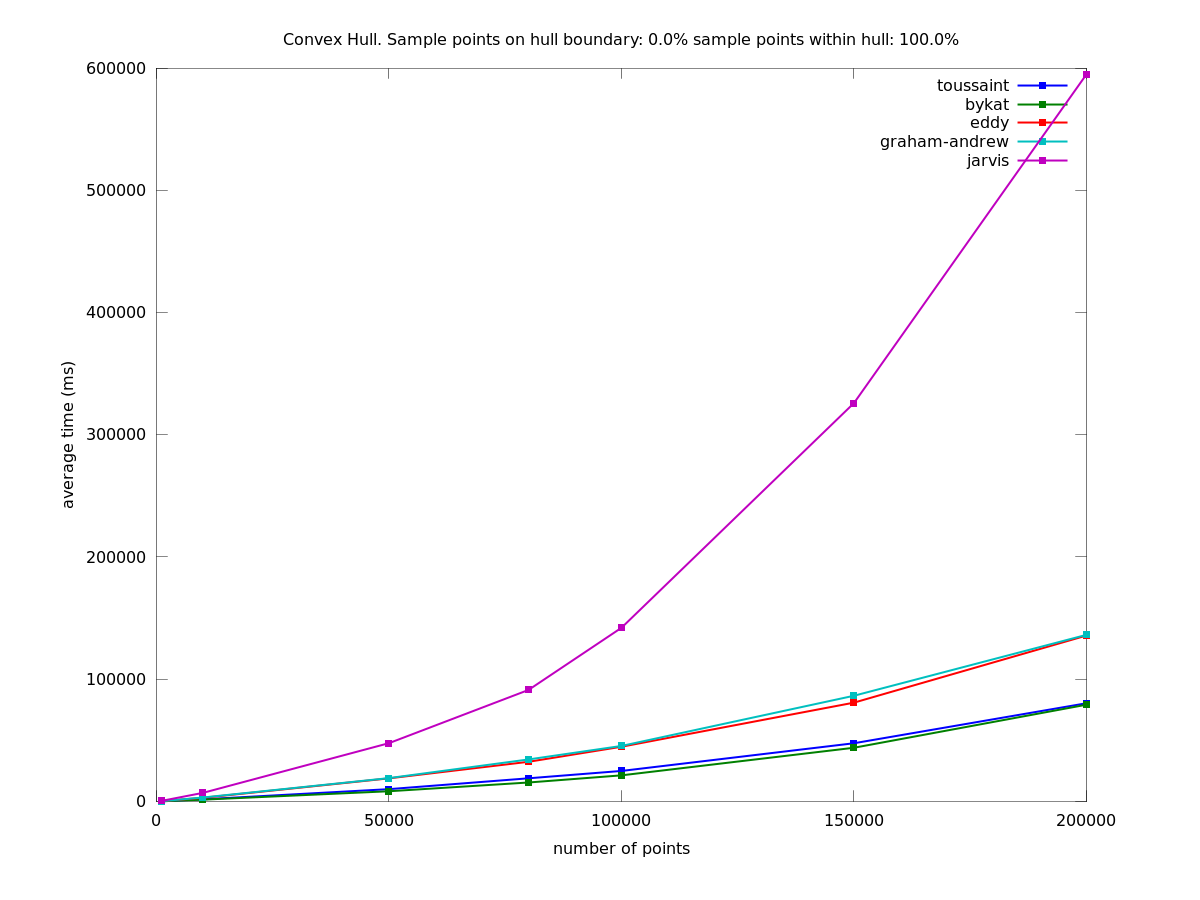 Convex Hull. Sample points on hull boundary: 0.0% sample points within hull: 100.0%
600000
500000
400000
300000
200000
100000
0
average time (ms)
toussaint
bykat
eddy
graham-andrew
jarvis
0
50000
100000
150000
200000
number of points